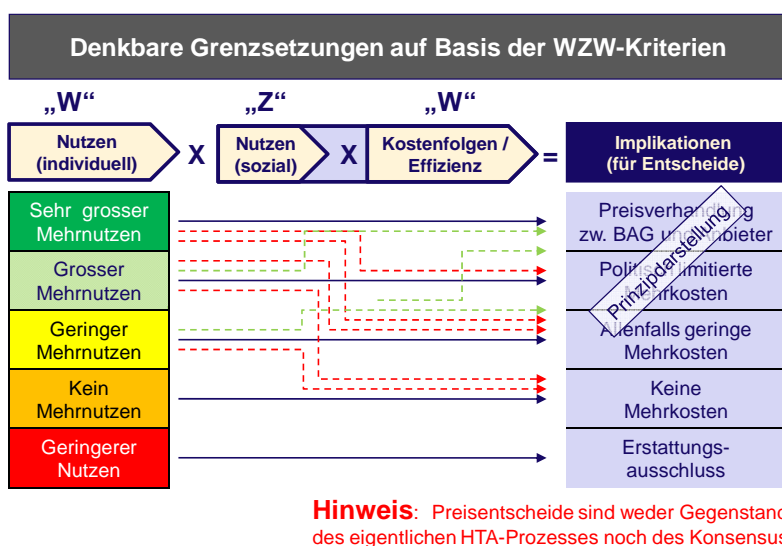 Denkbare Grenzsetzungen auf Basis der WZW-Kriterien
„W“ „Z“ „W“
Nutzen
(individuell)
X
Nutzen
(sozial)
X
Kostenfolgen /
Effizienz
=
Implikationen
(für Entscheide)
Sehr grosser
Mehrnutzen
Grosser
Mehrnutzen
Geringer
Mehrnutzen
Kein
Mehrnutzen
Geringerer
Nutzen
Preisverhandlung
zw. BAG und Anbieter
Politisch limitierte
Mehrkosten
Allenfalls geringe
Mehrkosten
Keine
Mehrkosten
Erstattungs-
ausschluss
Prinzipdarstellung
Hinweis: Preisentscheide sind weder Gegenstand
des eigentlichen HTA-Prozesses noch des Konsensus